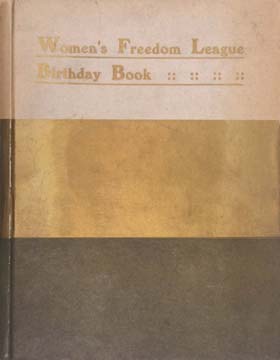 Women's Freedom League
Birthday Book :: :: :: ::